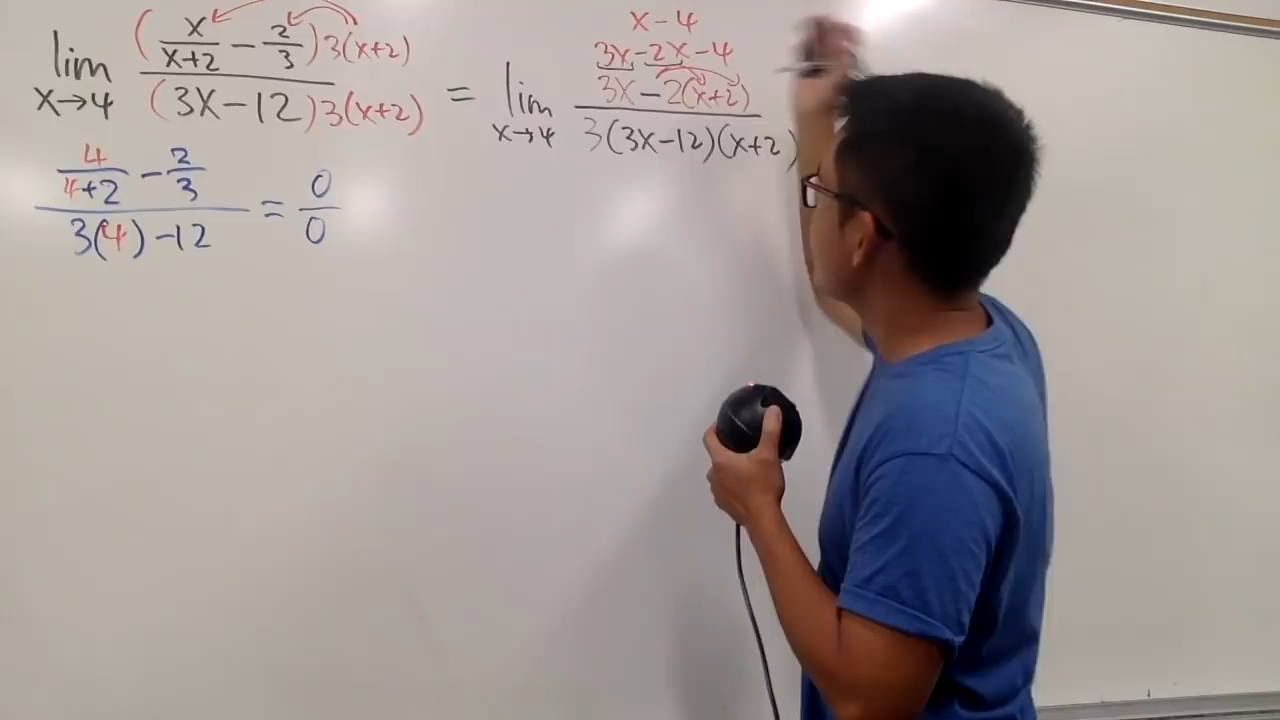 lim x→4 (x/(x+2) − 2/3)3(x+2) / (3x−12)3(x+2) = lim x→4 3x − 2(x+2) / 3(3x−12)(x+2)
x−4
3x−2x−4
4/(4+2) − 2/3 / 3(4)−12 = 0/0